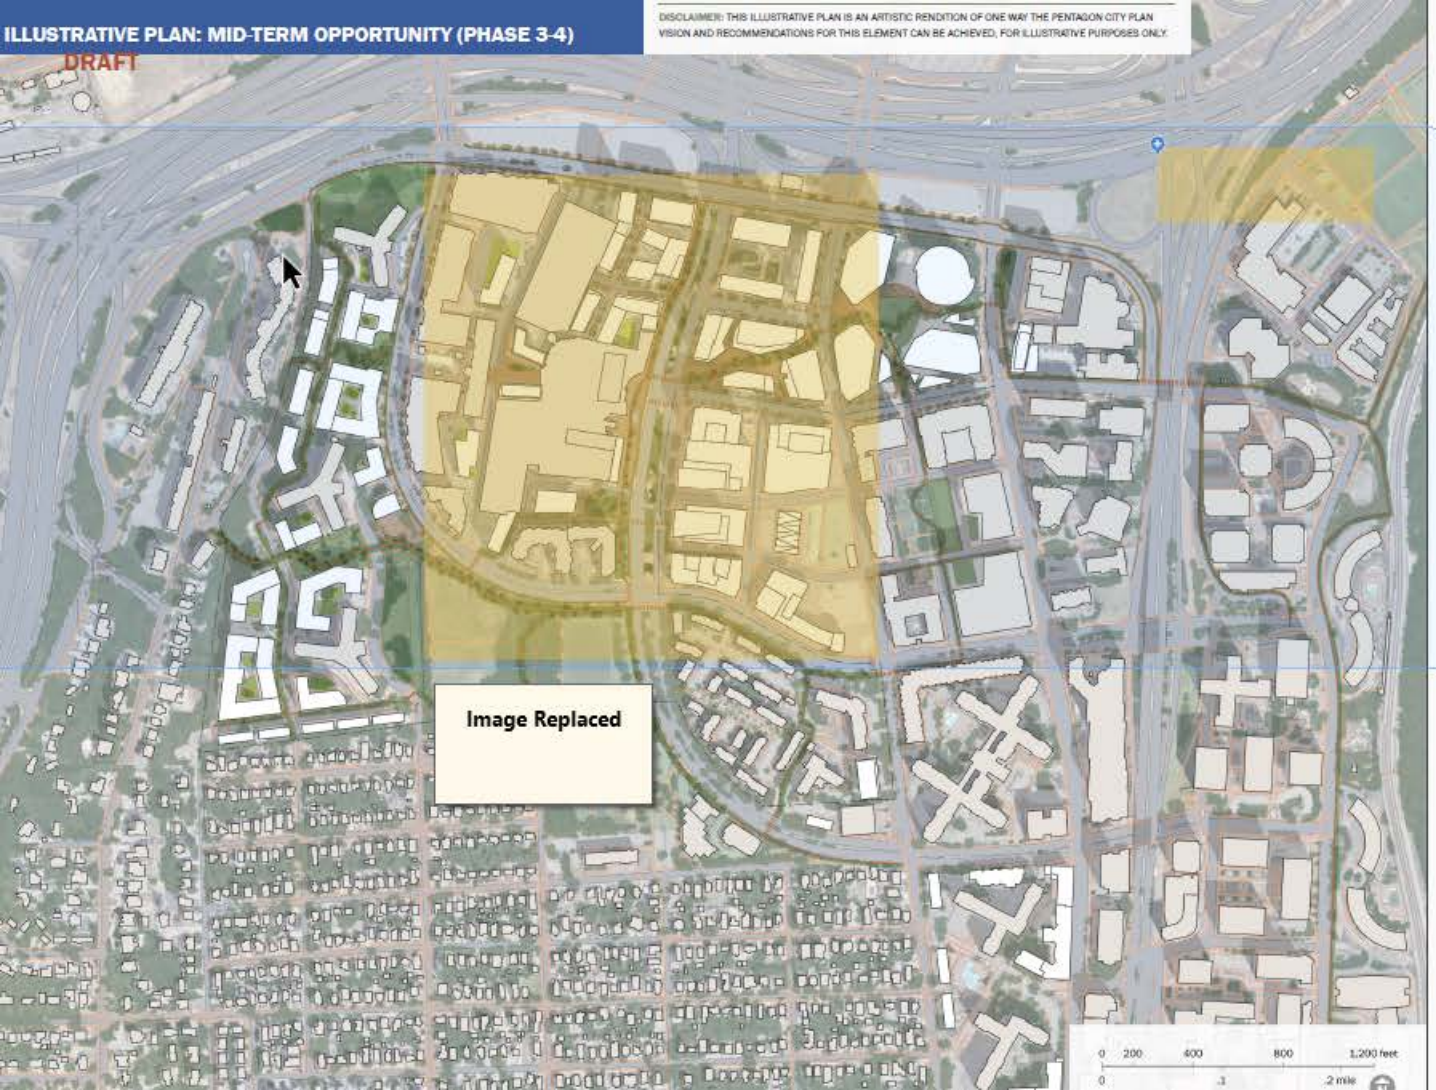 ILLUSTRATIVE PLAN: MID-TERM OPPORTUNITY (PHASE 3-4)
DRAFT
DISCLAIMER: THIS ILLUSTRATIVE PLAN IS AN ARTISTIC RENDITION OF ONE WAY THE PENTAGON CITY PLAN
VISION AND RECOMMENDATIONS FOR THIS ELEMENT CAN BE ACHIEVED, FOR ILLUSTRATIVE PURPOSES ONLY.
Image Replaced
0 200 400 800 1,200 feet
0 .1 .2 mile